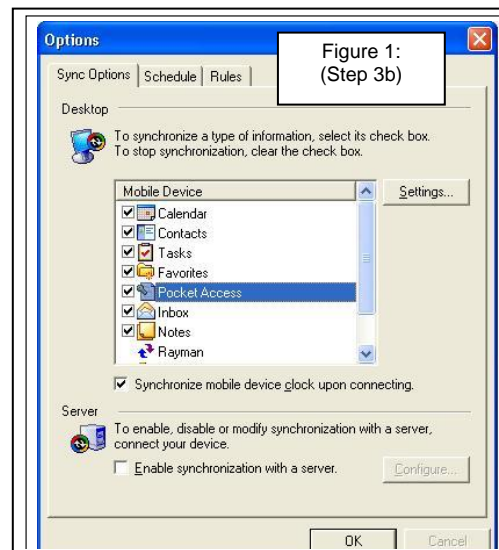 Options
Figure 1:
(Step 3b)
Sync Options
Schedule
Rules
Desktop
To synchronize a type of information, select its check box.
To stop synchronization, clear the check box.
Mobile Device
Settings...
Calendar
Contacts
Tasks
Favorites
Pocket Access
Inbox
Notes
Rayman
Synchronize mobile device clock upon connecting.
Server
To enable, disable or modify synchronization with a server,
connect your device.
Enable synchronization with a server.
Configure...
OK
Cancel